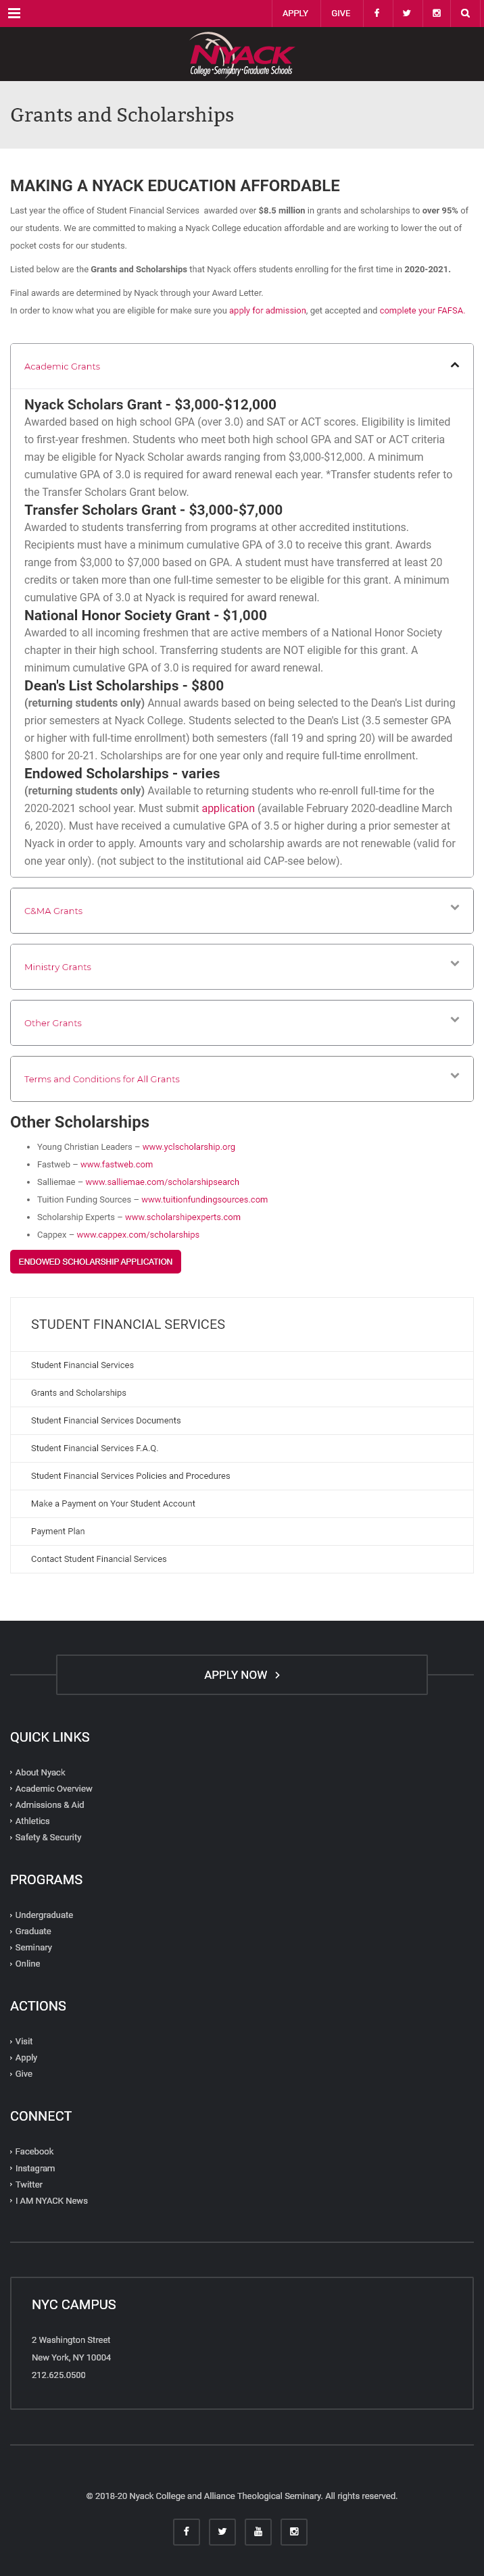 APPLY GIVE
NYACK
College • Seminary • Graduate Schools
Grants and Scholarships
MAKING A NYACK EDUCATION AFFORDABLE
Last year the office of Student Financial Services awarded over $8.5 million in grants and scholarships to over 95% of
our students. We are committed to making a Nyack College education affordable and are working to lower the out of
pocket costs for our students.
Listed below are the Grants and Scholarships that Nyack offers students enrolling for the first time in 2020-2021.
Final awards are determined by Nyack through your Award Letter.
In order to know what you are eligible for make sure you apply for admission, get accepted and complete your FAFSA.
Academic Grants
Nyack Scholars Grant - $3,000-$12,000
Awarded based on high school GPA (over 3.0) and SAT or ACT scores. Eligibility is limited
to first-year freshmen. Students who meet both high school GPA and SAT or ACT criteria
may be eligible for Nyack Scholar awards ranging from $3,000-$12,000. A minimum
cumulative GPA of 3.0 is required for award renewal each year. *Transfer students refer to
the Transfer Scholars Grant below.
Transfer Scholars Grant - $3,000-$7,000
Awarded to students transferring from programs at other accredited institutions.
Recipients must have a minimum cumulative GPA of 3.0 to receive this grant. Awards
range from $3,000 to $7,000 based on GPA. A student must have transferred at least 20
credits or taken more than one full-time semester to be eligible for this grant. A minimum
cumulative GPA of 3.0 at Nyack is required for award renewal.
National Honor Society Grant - $1,000
Awarded to all incoming freshmen that are active members of a National Honor Society
chapter in their high school. Transferring students are NOT eligible for this grant. A
minimum cumulative GPA of 3.0 is required for award renewal.
Dean's List Scholarships - $800
(returning students only) Annual awards based on being selected to the Dean's List during
prior semesters at Nyack College. Students selected to the Dean's List (3.5 semester GPA
or higher with full-time enrollment) both semesters (fall 19 and spring 20) will be awarded
$800 for 20-21. Scholarships are for one year only and require full-time enrollment.
Endowed Scholarships - varies
(returning students only) Available to returning students who re-enroll full-time for the
2020-2021 school year. Must submit application (available February 2020-deadline March
6, 2020). Must have received a cumulative GPA of 3.5 or higher during a prior semester at
Nyack in order to apply. Amounts vary and scholarship awards are not renewable (valid for
one year only). (not subject to the institutional aid CAP-see below).
C&MA Grants
Ministry Grants
Other Grants
Terms and Conditions for All Grants
Other Scholarships
• Young Christian Leaders – www.yclscholarship.org
• Fastweb – www.fastweb.com
• Salliemae – www.salliemae.com/scholarshipsearch
• Tuition Funding Sources – www.tuitionfundingsources.com
• Scholarship Experts – www.scholarshipexperts.com
• Cappex – www.cappex.com/scholarships
ENDOWED SCHOLARSHIP APPLICATION
STUDENT FINANCIAL SERVICES
Student Financial Services
Grants and Scholarships
Student Financial Services Documents
Student Financial Services F.A.Q.
Student Financial Services Policies and Procedures
Make a Payment on Your Student Account
Payment Plan
Contact Student Financial Services
APPLY NOW
QUICK LINKS
About Nyack
Academic Overview
Admissions & Aid
Athletics
Safety & Security
PROGRAMS
Undergraduate
Graduate
Seminary
Online
ACTIONS
Visit
Apply
Give
CONNECT
Facebook
Instagram
Twitter
I AM NYACK News
NYC CAMPUS
2 Washington Street
New York, NY 10004
212.625.0500
© 2018-20 Nyack College and Alliance Theological Seminary. All rights reserved.